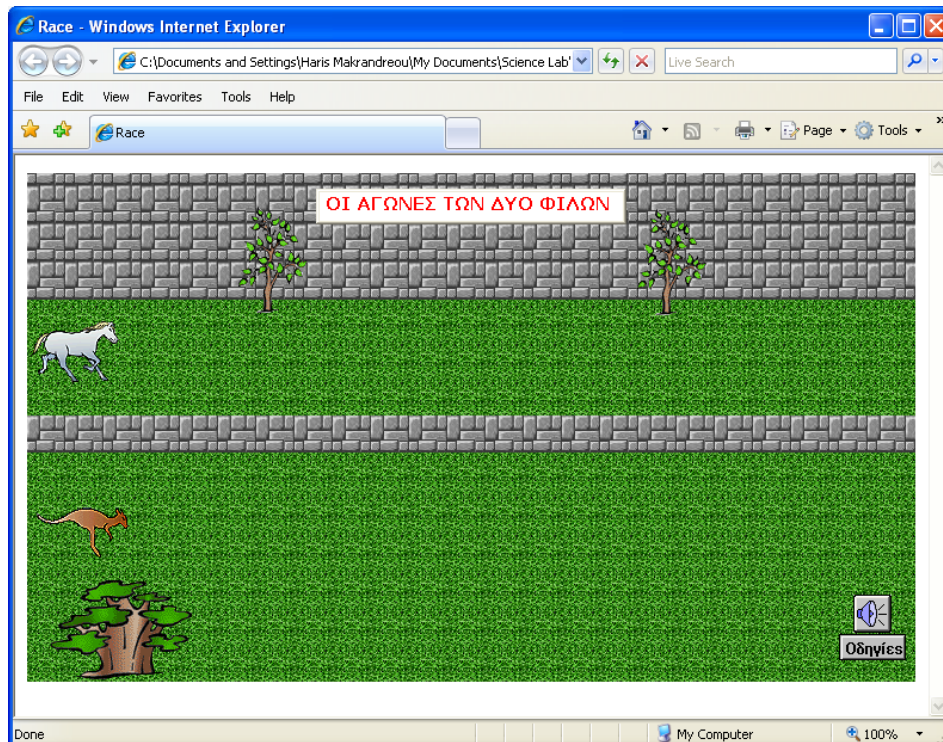 Race - Windows Internet Explorer
C:\Documents and Settings\Haris Makrandreou\My Documents\Science Lab'
Live Search
File Edit View Favorites Tools Help
Race
Page
Tools
»
ΟΙ ΑΓΩΝΕΣ ΤΩΝ ΔΥΟ ΦΙΛΩΝ
Οδηγίες
Done
My Computer
100%